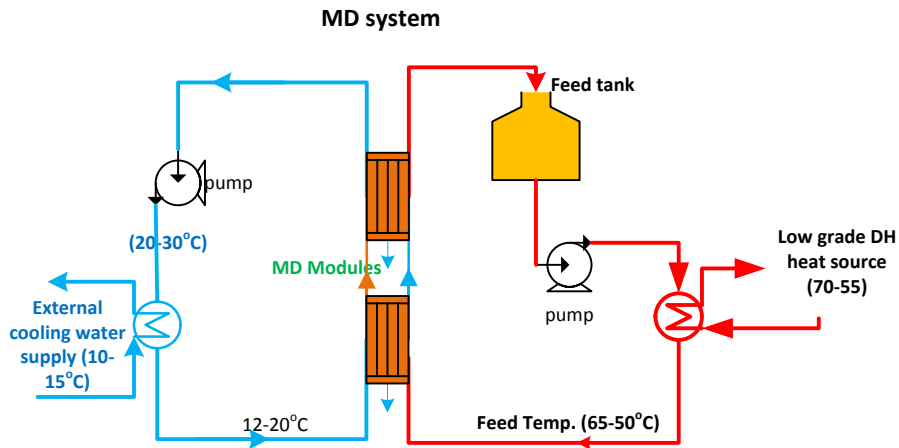 MD system
Feed tank
pump
(20-30°C)
MD Modules
Low grade DH
heat source
(70-55)
External
cooling water
supply (10-
15°C)
pump
12-20°C
Feed Temp. (65-50°C)